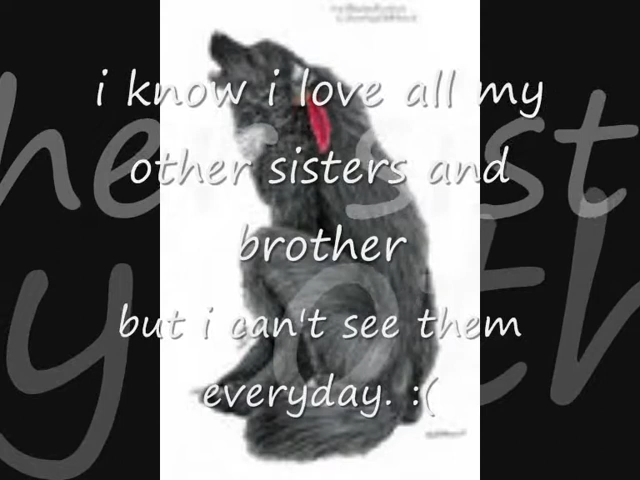 i know i love all my
other sisters and
brother
but i can't see them
everyday. :(